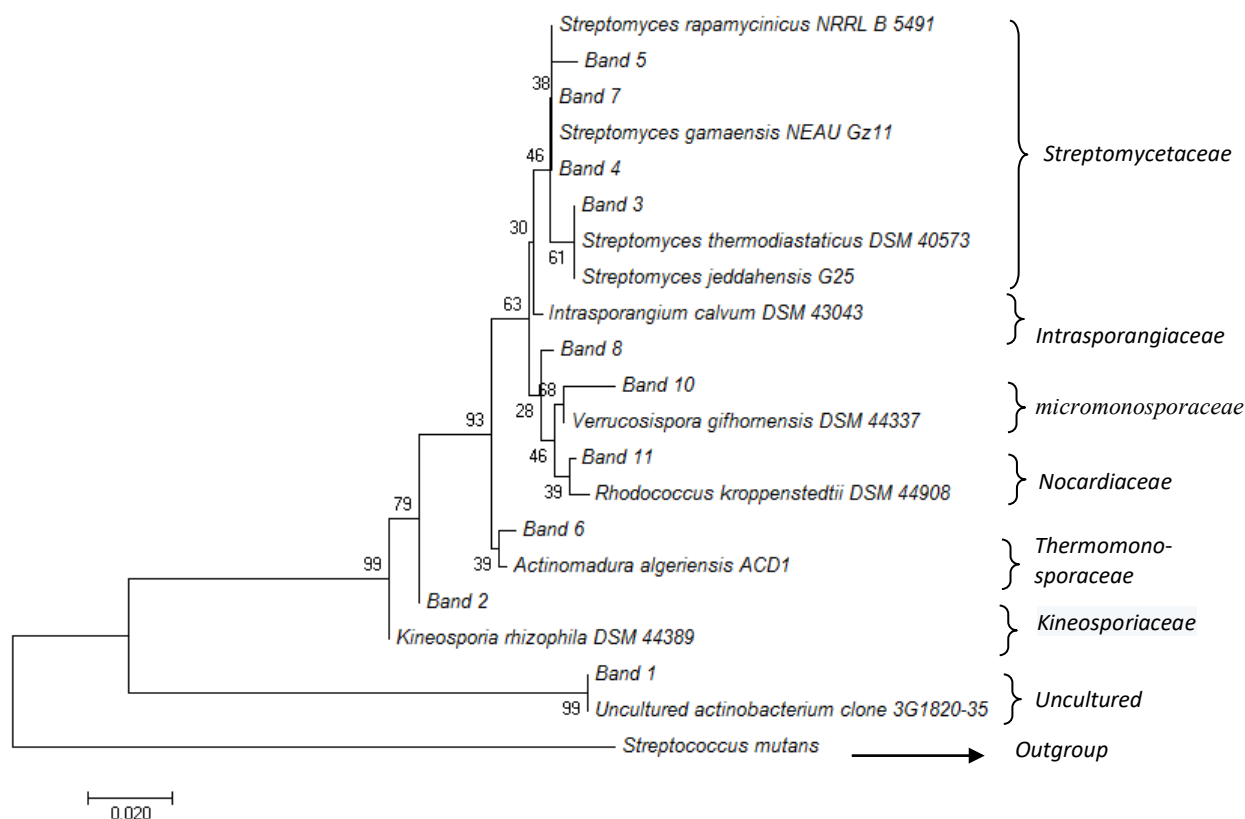 Streptomyces rapamycinicus NRRL B 5491
Band 5
38
Band 7
Streptomyces gamaensis NEAU Gz11
Streptomycetaceae
46
Band 4
Band 3
30
Streptomyces thermodiastaticus DSM 40573
61
Streptomyces jeddahensis G25
63
Intrasporangium calvum DSM 43043
Intrasporangiaceae
Band 8
68
Band 10
28
micromonosporaceae
93
Verrucosispora gifhornensis DSM 44337
46
Band 11
Nocardiaceae
39
Rhodococcus kroppenstedtii DSM 44908
79
Band 6
Thermomono-
sporaceae
99
39
Actinomadura algeriensis ACD1
Band 2
Kineosporiaceae
Kineosporia rhizophila DSM 44389
Band 1
Uncultured
99
Uncultured actinobacterium clone 3G1820-35
Streptococcus mutans
Outgroup
0.020